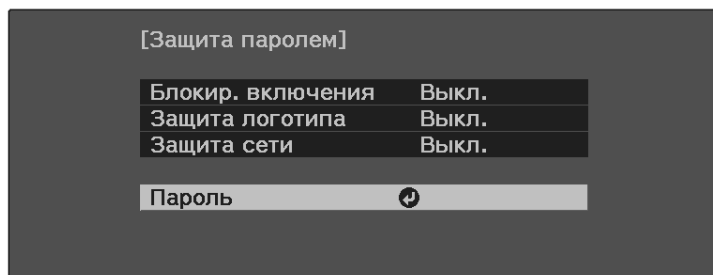 [Защита паролем]
Блокир. включения Выкл.
Защита логотипа Выкл.
Защита сети Выкл.
Пароль